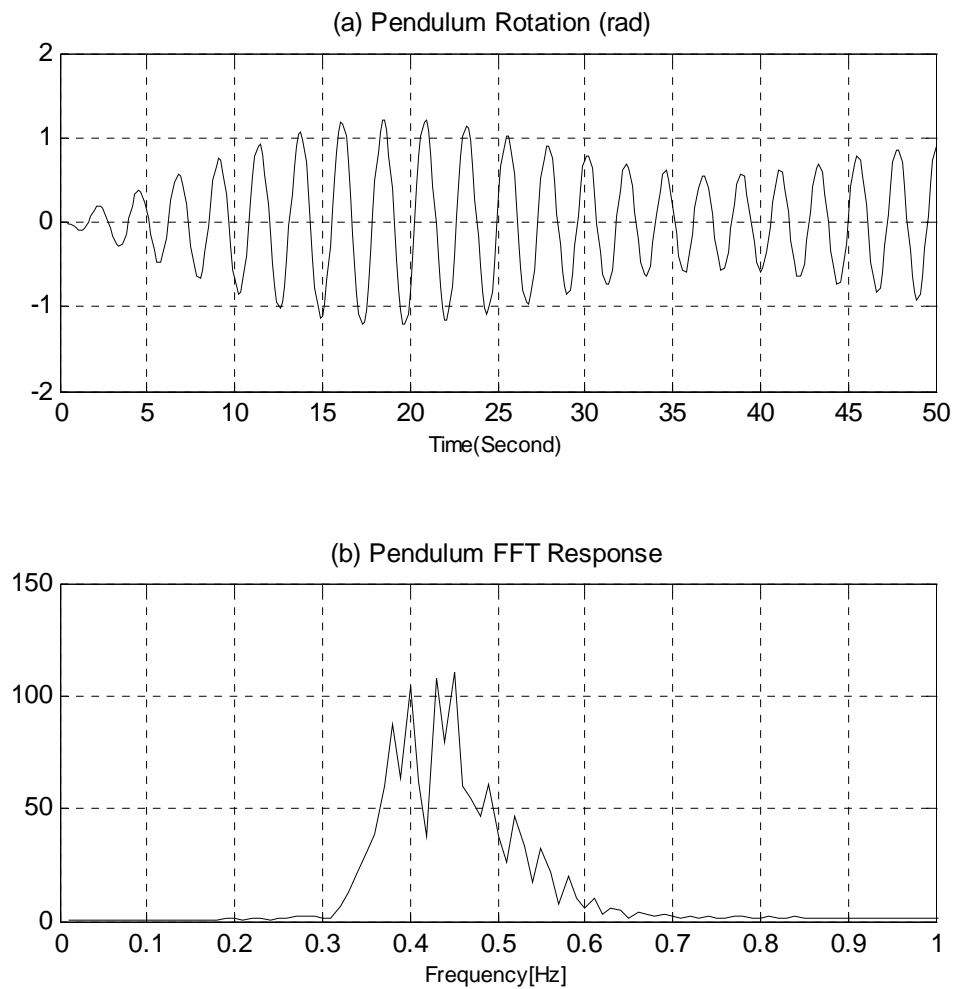 (a) Pendulum Rotation (rad)
2
1
0
-1
-2
0 5 10 15 20 25 30 35 40 45 50
Time(Second)
(b) Pendulum FFT Response
150
100
50
0
0 0.1 0.2 0.3 0.4 0.5 0.6 0.7 0.8 0.9 1
Frequency[Hz]